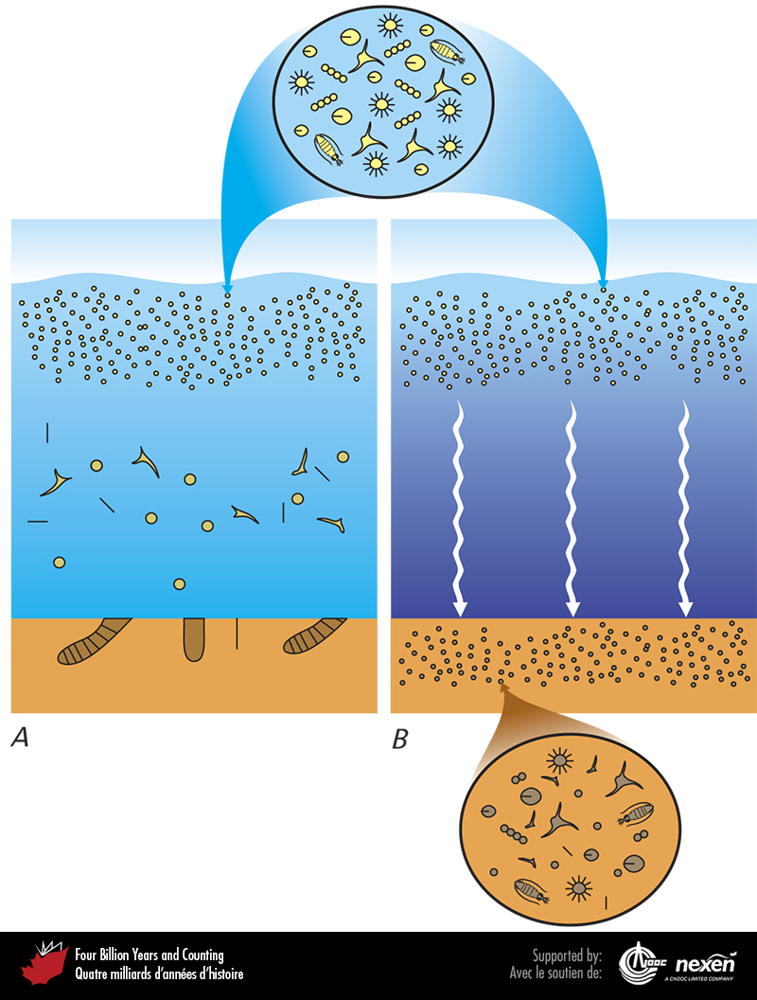 A
B
Four Billion Years and Counting
Quatre milliards d'années d'histoire
Supported by:
Avec le soutien de:
CNOOC
nexen
A CNOOC LIMITED COMPANY